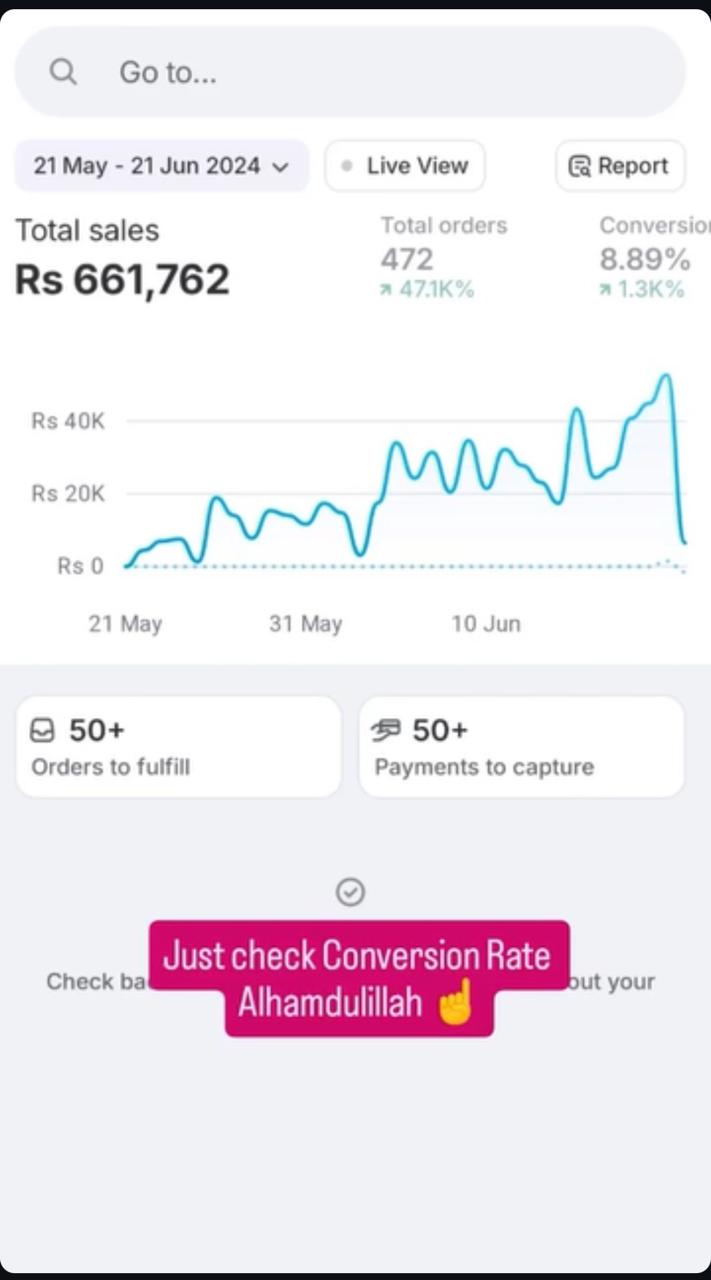 Go to...
21 May - 21 Jun 2024
Live View
Report
Total sales
Rs 661,762
Total orders
472
↗ 47.1K%
Conversion
8.89%
↗ 1.3K%
Rs 40K
Rs 20K
Rs 0
21 May
31 May
10 Jun
50+
Orders to fulfill
50+
Payments to capture
Just check Conversion Rate
Alhamdulillah ☝️
Check ba
out your